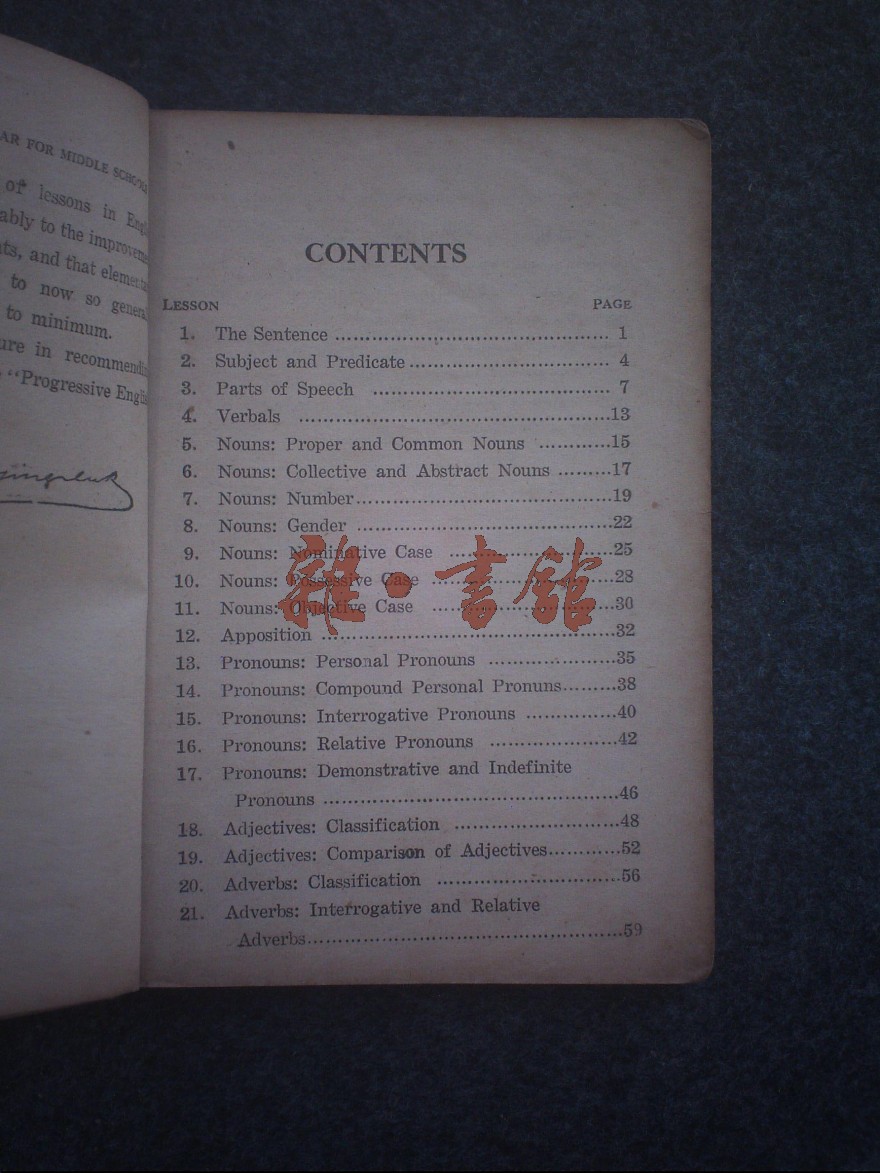 AR FOR MIDDLE SCHOOLS
of lessons in
ably to the
and that
to now so
to minimum.
ure in
"Progressive
CONTENTS
LESSON PAGE
1. The Sentence 1
2. Subject and Predicate 4
3. Parts of Speech 7
4. Verbals 13
5. Nouns: Proper and Common Nouns 15
6. Nouns: Collective and Abstract Nouns 17
7. Nouns: Number 19
8. Nouns: Gender 22
9. Nouns: Nominative Case 25
10. Nouns: Possessive Case 28
11. Nouns: Objective Case 30
12. Apposition 32
13. Pronouns: Personal Pronouns 35
14. Pronouns: Compound Personal Pronuns 38
15. Pronouns: Interrogative Pronouns 40
16. Pronouns: Relative Pronouns 42
17. Pronouns: Demonstrative and Indefinite
Pronouns 46
18. Adjectives: Classification 48
19. Adjectives: Comparison of Adjectives 52
20. Adverbs: Classification 56
21. Adverbs: Interrogative and Relative
Adverbs 59
雜·書館